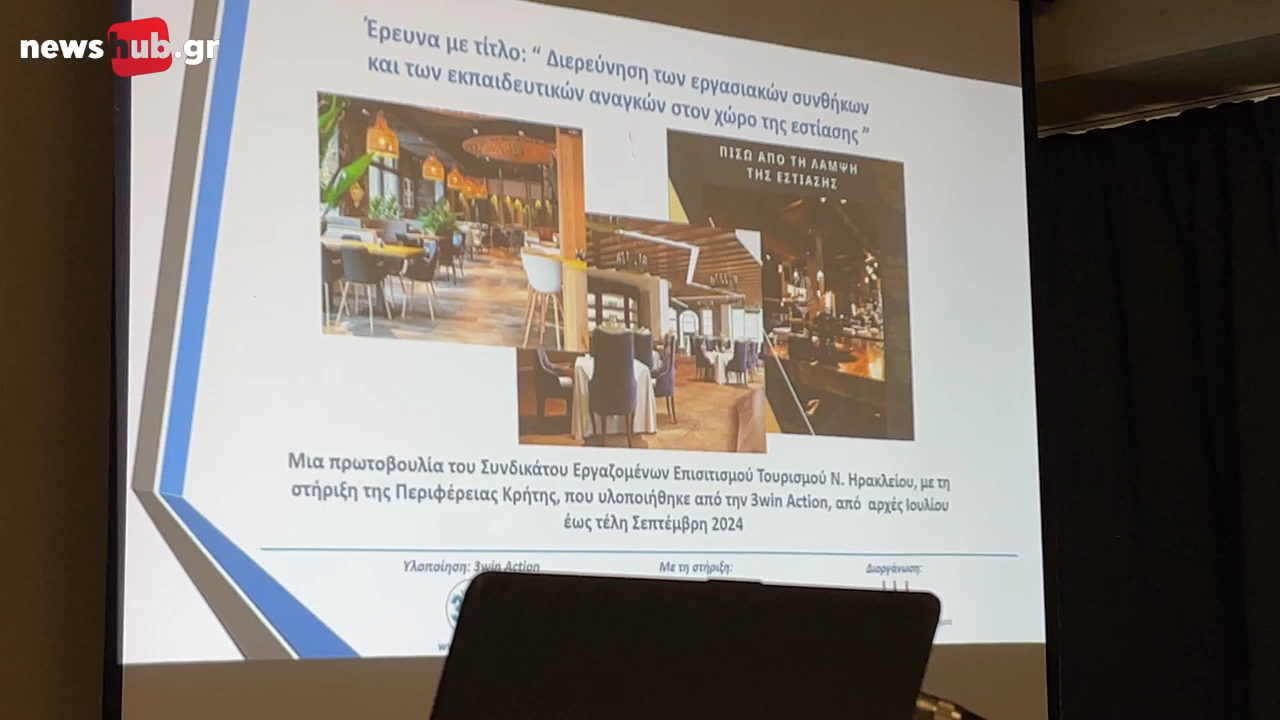 newshub.gr
Έρευνα με τίτλο: “ Διερεύνηση των εργασιακών συνθήκων
και των εκπαιδευτικών αναγκών στον χώρο της εστίασης ”
ΠΙΣΩ ΑΠΟ ΤΗ ΛΑΜΨΗ
ΤΗΣ ΕΣΤΙΑΣΗΣ
Μια πρωτοβουλία του Συνδικάτου Εργαζομένων Επισιτισμού Τουρισμού Ν. Ηρακλείου, με τη
στήριξη της Περιφέρειας Κρήτης, που υλοποιήθηκε από την 3win Action, από αρχές Ιουλίου
έως τέλη Σεπτέμβρη 2024
Υλοποίηση: 3win Action
Με τη στήριξη:
Διοργάνωση: